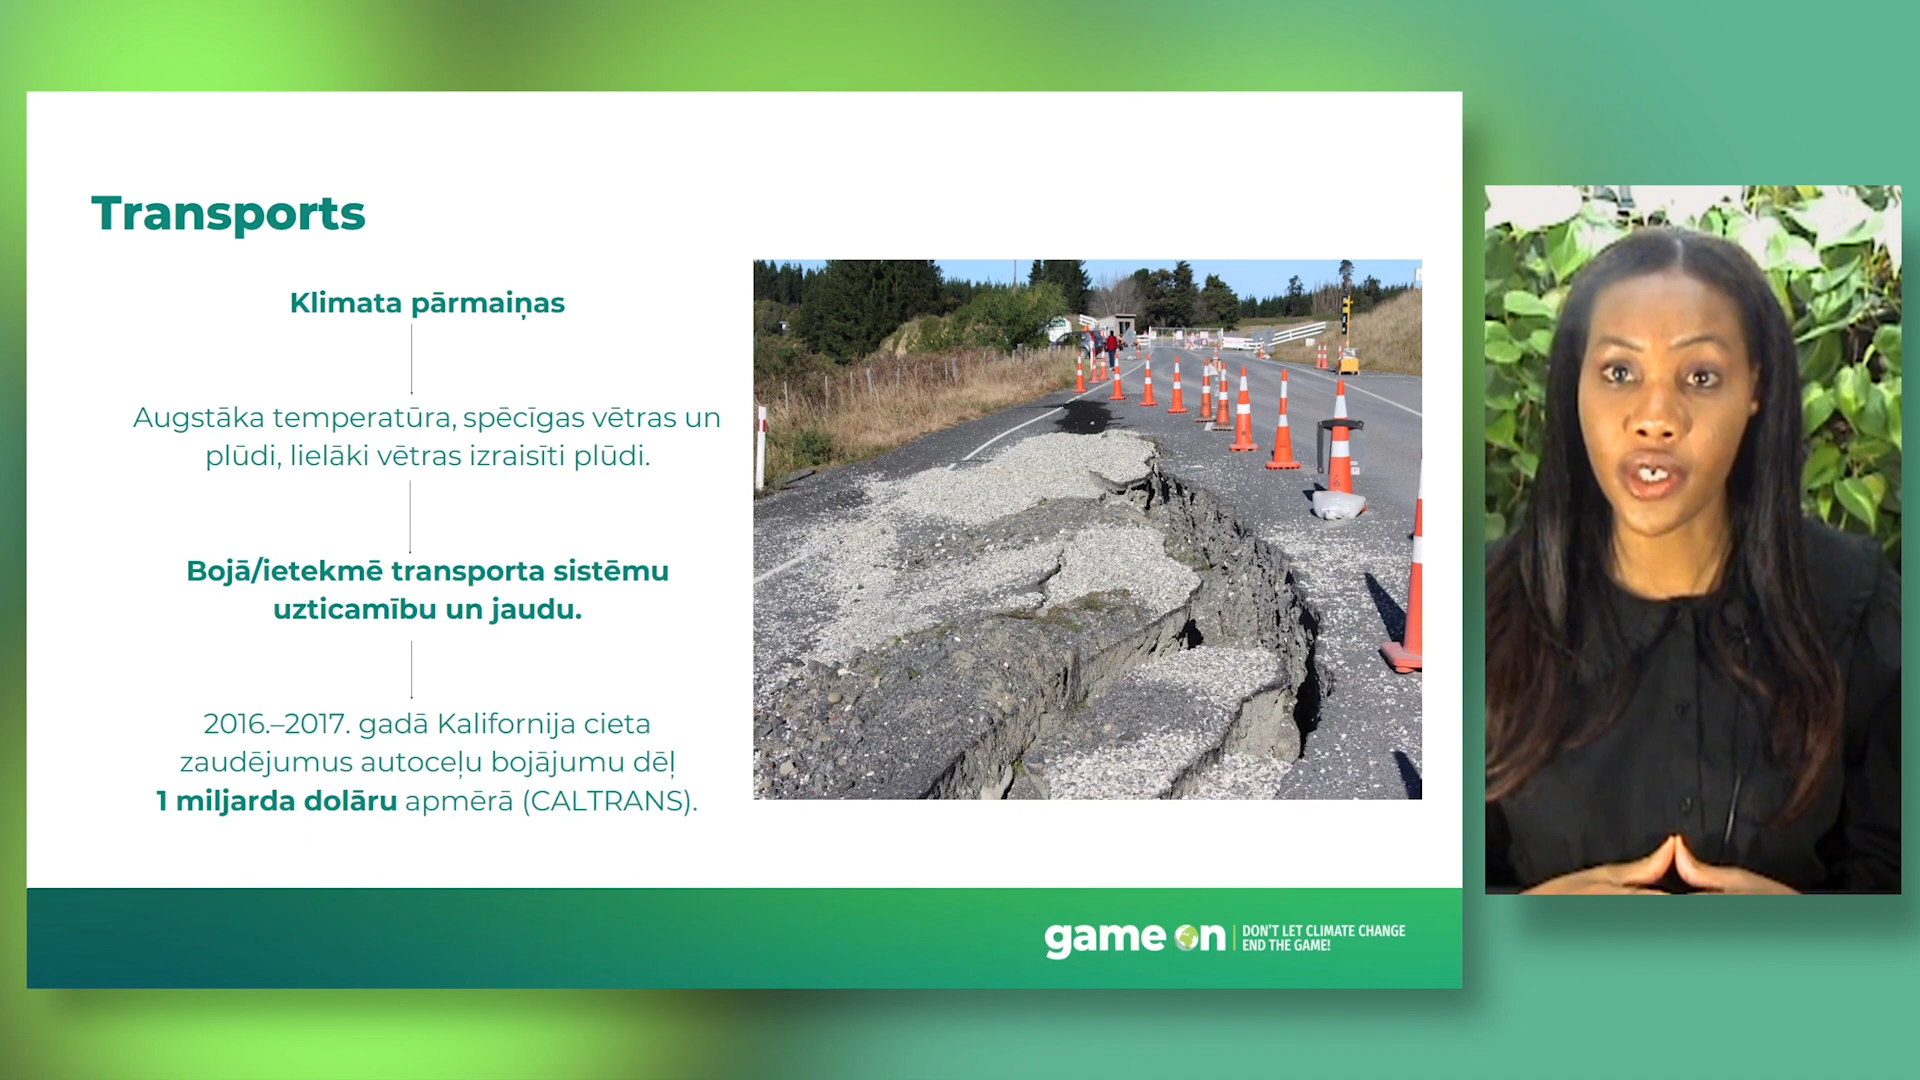 Transports
Klimata pārmaiņas
Augstāka temperatūra, spēcīgas vētras un
plūdi, lielāki vētras izraisīti plūdi.
Bojā/ietekmē transporta sistēmu
uzticamību un jaudu.
2016.–2017. gadā Kalifornija cieta
zaudējumus autoceļu bojājumu dēļ
1 miljarda dolāru apmērā (CALTRANS).
game on
DON'T LET CLIMATE CHANGE
END THE GAME!